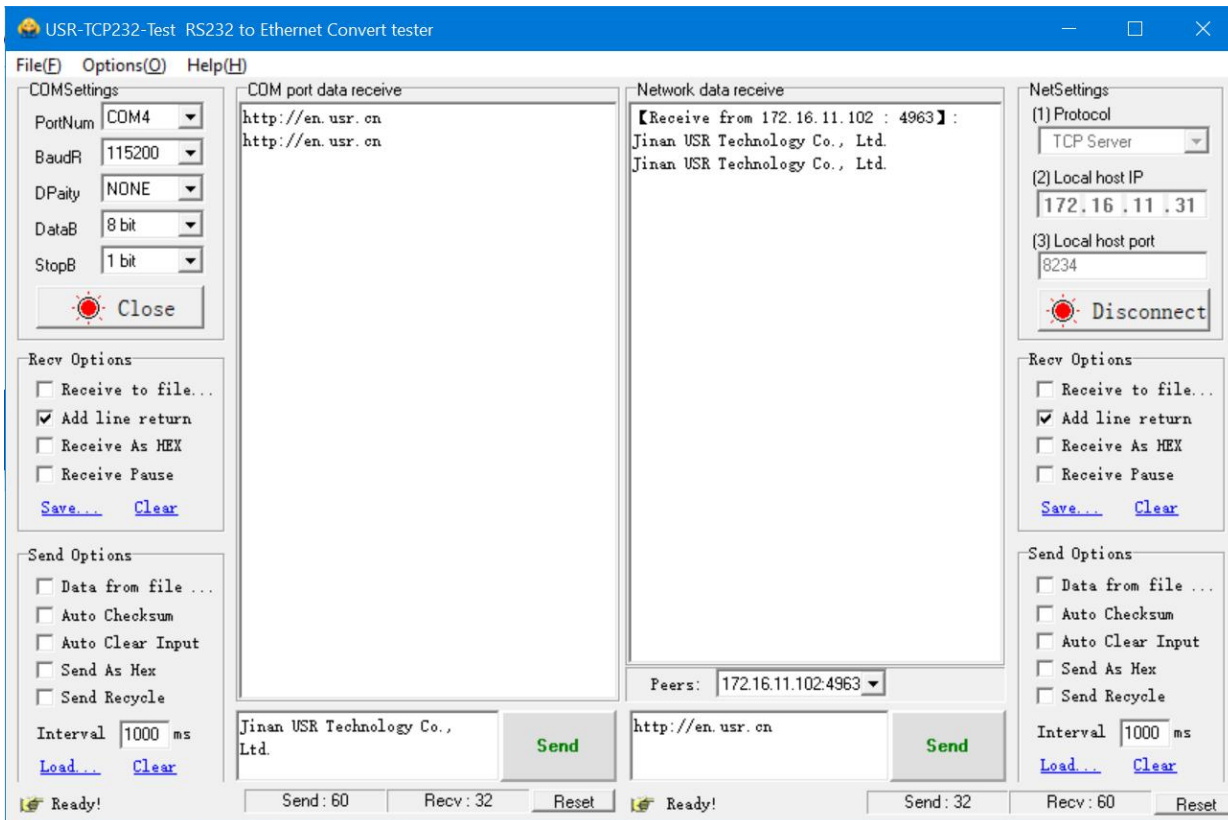 USR-TCP232-Test RS232 to Ethernet Convert tester
File(F) Options(O) Help(H)
COMSettings
PortNum COM4
BaudR 115200
DPaity NONE
DataB 8 bit
StopB 1 bit
Close
Recv Options
Receive to file...
Add line return
Receive As HEX
Receive Pause
Save... Clear
Send Options
Data from file ...
Auto Checksum
Auto Clear Input
Send As Hex
Send Recycle
Interval 1000 ms
Load... Clear
Ready!
COM port data receive
http://en.usr.cn
http://en.usr.cn
Jinan USR Technology Co.,
Ltd.
Send
Send : 60 Recv : 32 Reset
Network data receive
【Receive from 172.16.11.102 : 4963】:
Jinan USR Technology Co., Ltd.
Jinan USR Technology Co., Ltd.
Peers: 172.16.11.102:4963
http://en.usr.cn
Send
Ready!
Send : 32 Recv : 60 Reset
NetSettings
(1) Protocol
TCP Server
(2) Local host IP
172.16.11.31
(3) Local host port
8234
Disconnect
Recv Options
Receive to file...
Add line return
Receive As HEX
Receive Pause
Save... Clear
Send Options
Data from file ...
Auto Checksum
Auto Clear Input
Send As Hex
Send Recycle
Interval 1000 ms
Load... Clear